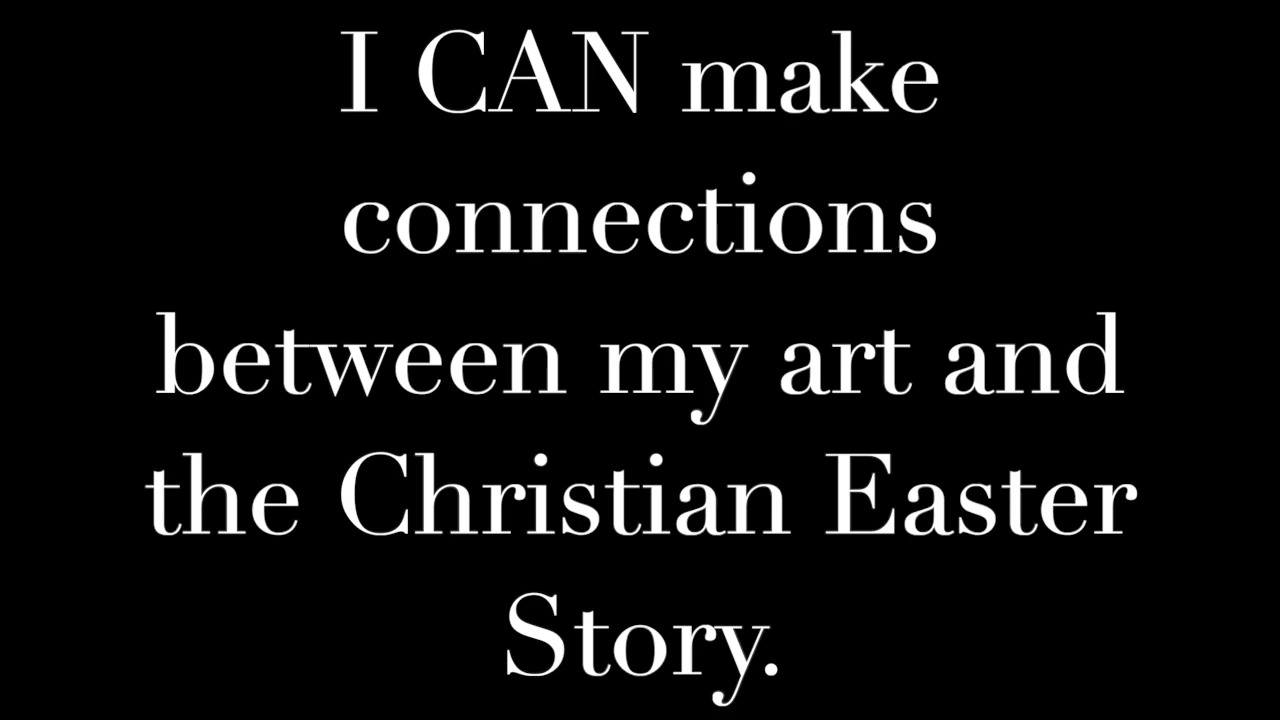 I CAN make
connections
between my art and
the Christian Easter
Story.